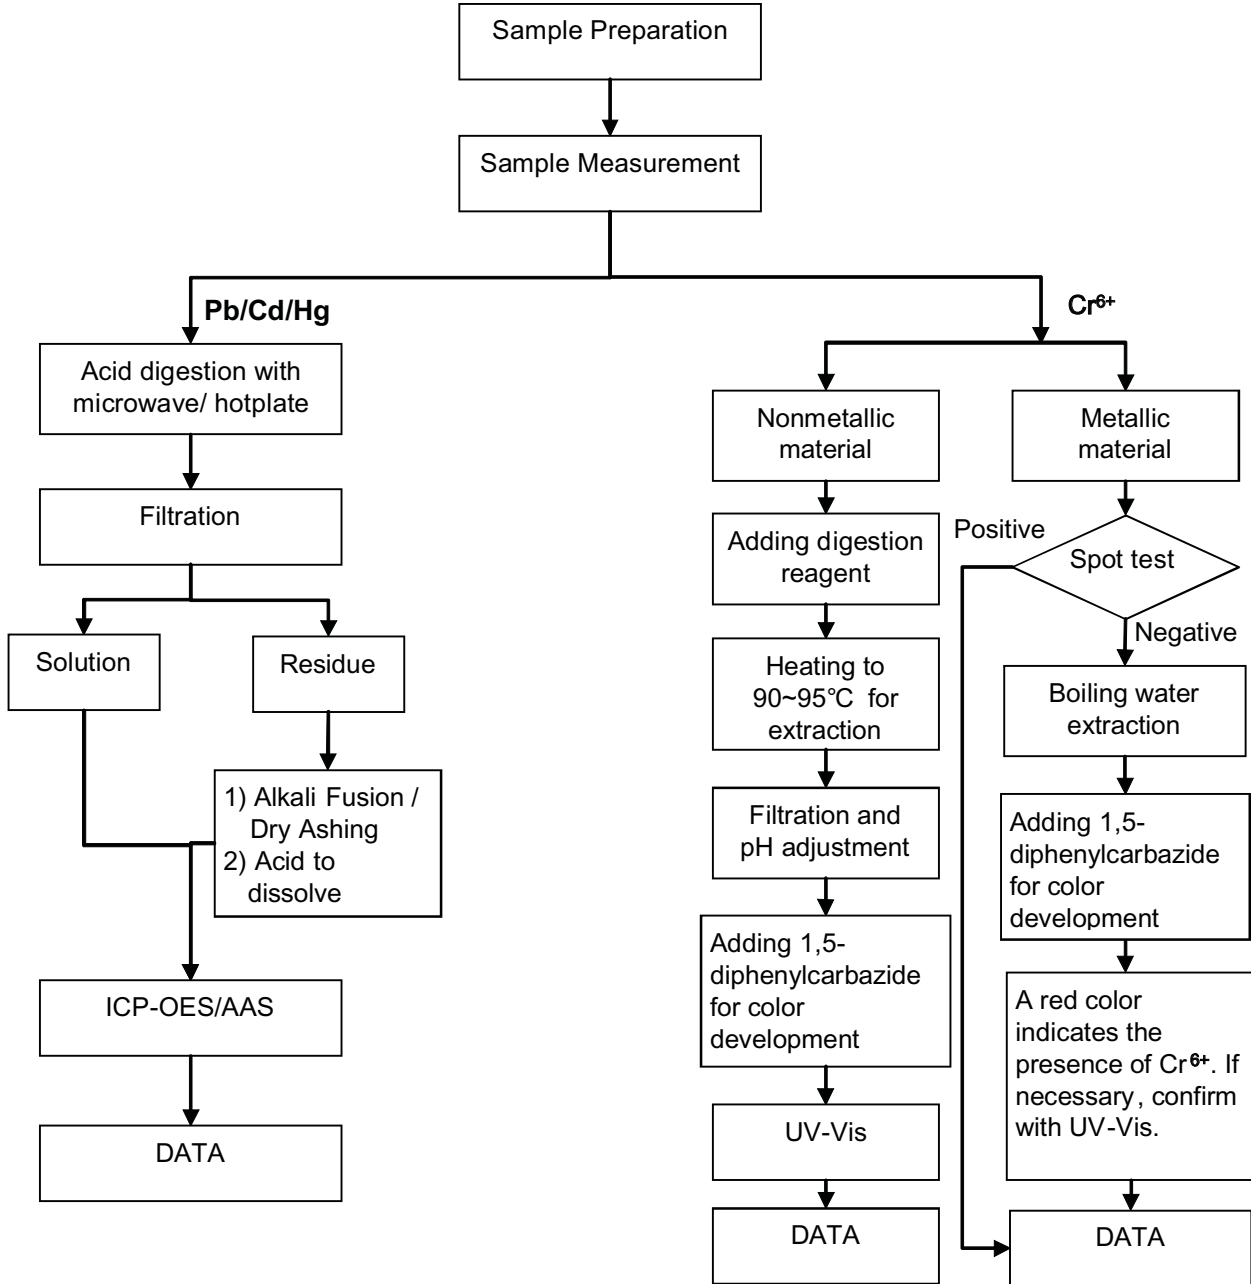 Sample Preparation
Sample Measurement
Pb/Cd/Hg
Acid digestion with
microwave/ hotplate
Filtration
Solution
Residue
1) Alkali Fusion /
Dry Ashing
2) Acid to
dissolve
ICP-OES/AAS
DATA
Cr⁶⁺
Nonmetallic
material
Adding digestion
reagent
Heating to
90~95℃ for
extraction
Filtration and
pH adjustment
Adding 1,5-
diphenylcarbazide
for color
development
UV-Vis
DATA
Metallic
material
Positive
Spot test
Negative
Boiling water
extraction
Adding 1,5-
diphenylcarbazide
for color
development
A red color
indicates the
presence of Cr⁶⁺. If
necessary, confirm
with UV-Vis.
DATA